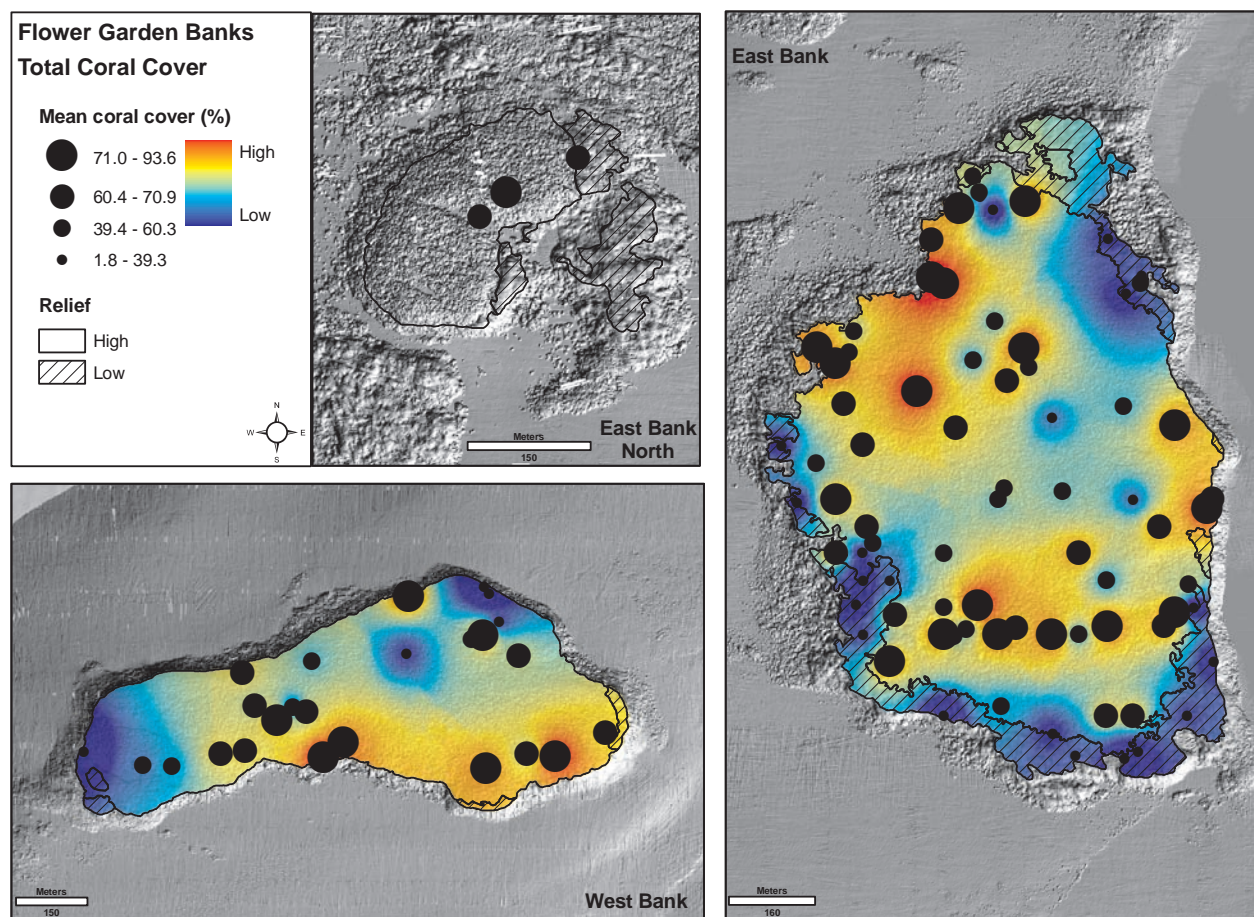 Flower Garden Banks
Total Coral Cover
Mean coral cover (%)
71.0 - 93.6
60.4 - 70.9
39.4 - 60.3
1.8 - 39.3
High
Low
Relief
High
Low
N
W
E
S
Meters
150
East Bank
North
East Bank
Meters
160
Meters
150
West Bank